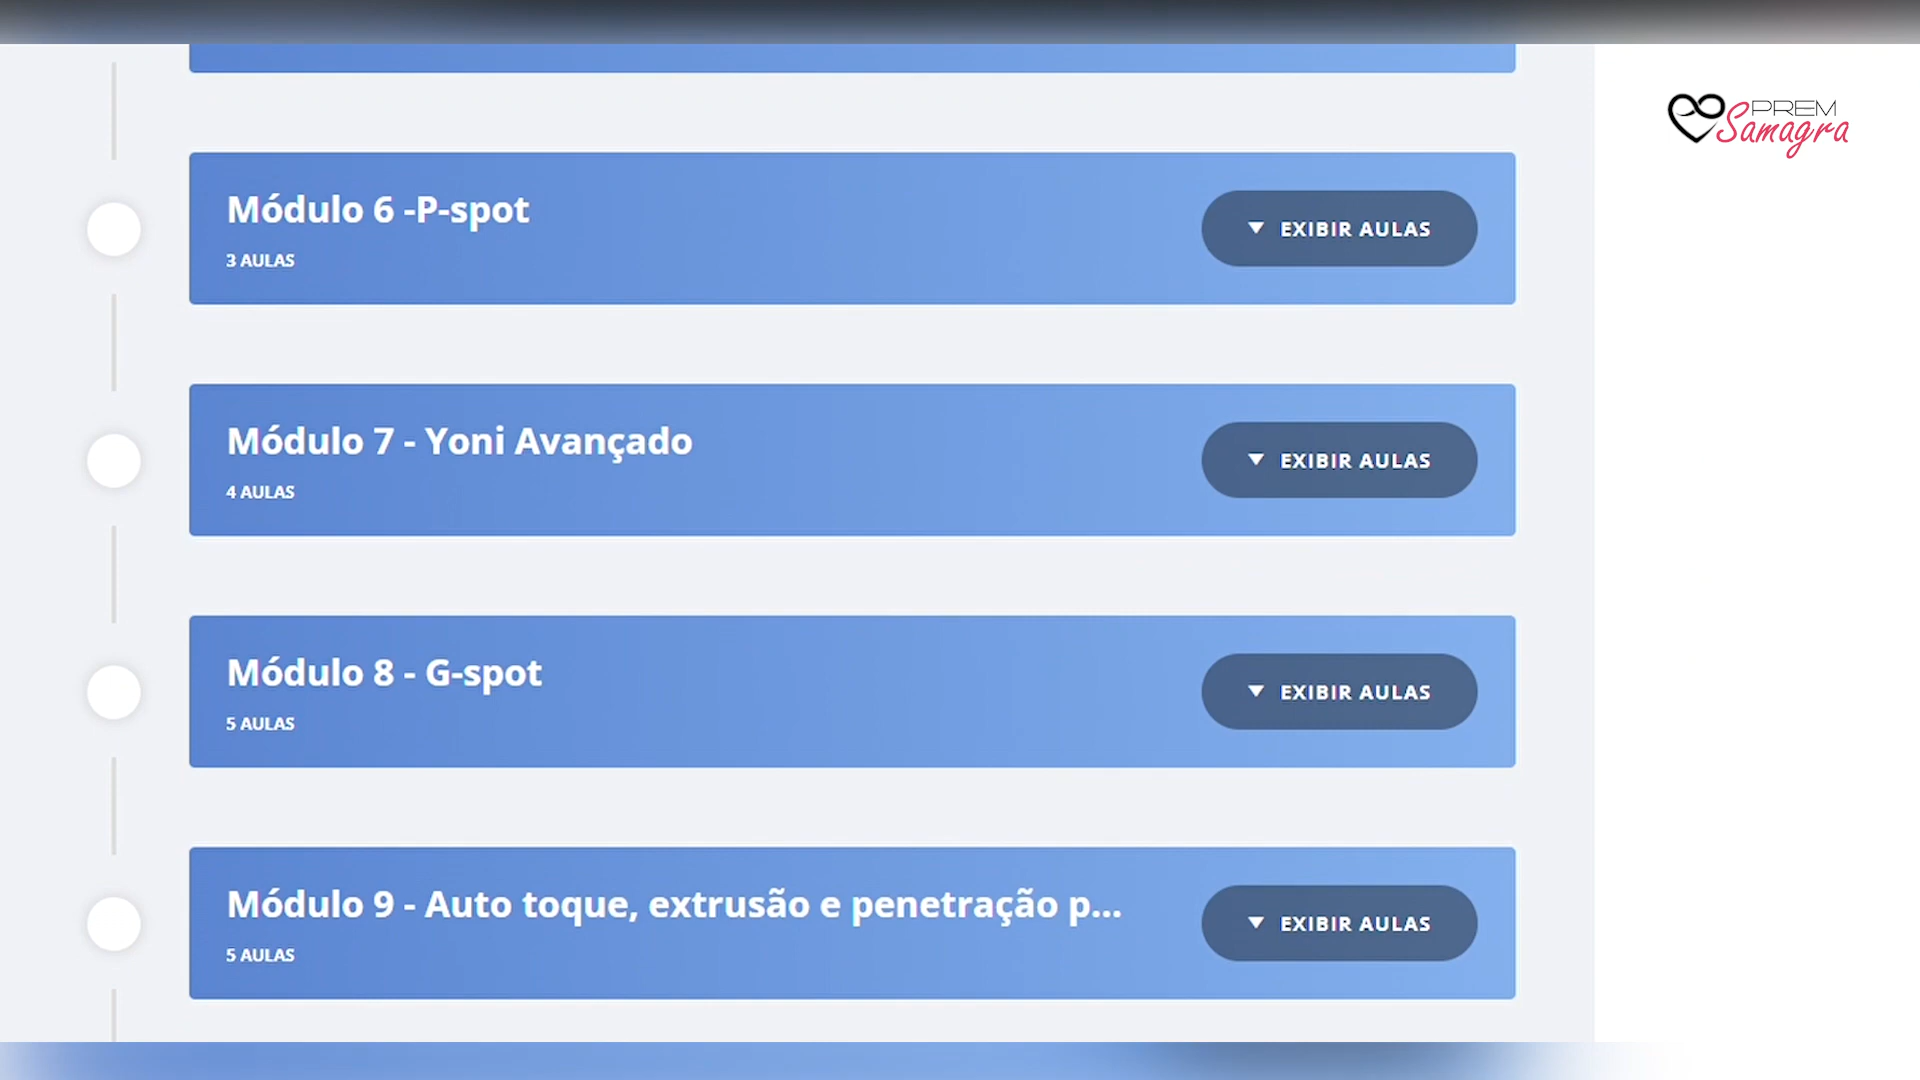 PREM
Samagra
Módulo 6 -P-spot
3 AULAS
EXIBIR AULAS
Módulo 7 - Yoni Avançado
4 AULAS
EXIBIR AULAS
Módulo 8 - G-spot
5 AULAS
EXIBIR AULAS
Módulo 9 - Auto toque, extrusão e penetração p...
5 AULAS
EXIBIR AULAS